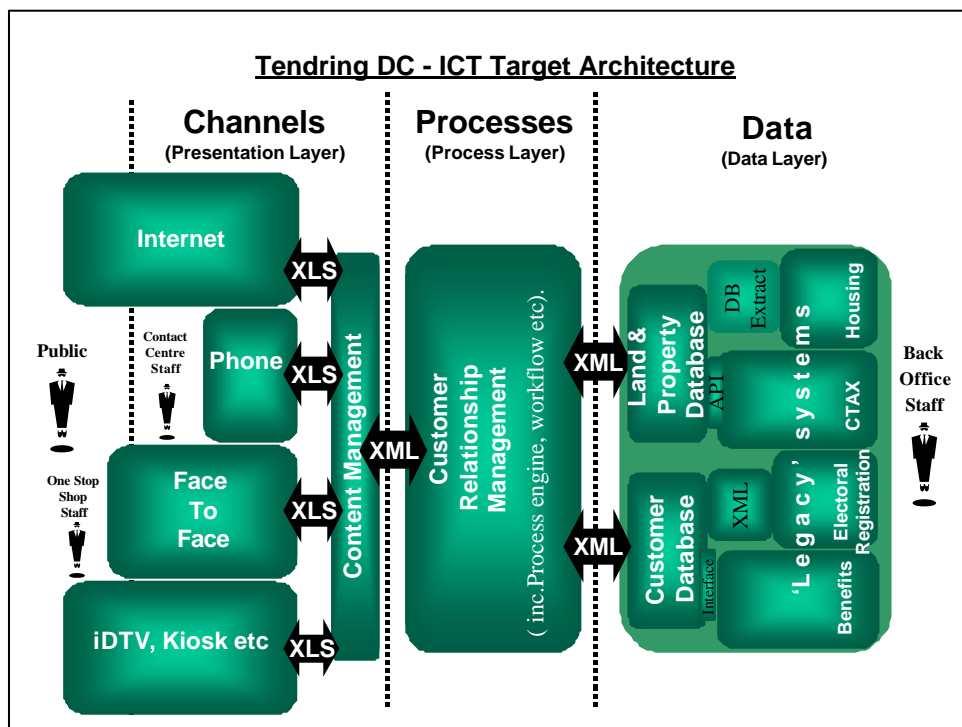 Tendring DC - ICT Target Architecture
Channels
(Presentation Layer)
Processes
(Process Layer)
Data
(Data Layer)
Internet
XLS
Public
Contact
Centre
Staff
Phone
XLS
One Stop
Shop
Staff
Face
To
Face
XLS
iDTV, Kiosk etc
XLS
Content Management
XML
Customer
Relationship
Management
( inc.Process engine, workflow etc).
XML
XML
Land &
Property
Database
DB
Extract
API
Customer
Database
XML
Interface
'Legacy' systems
Housing
CTAX
Electoral
Registration
Benefits
Back
Office
Staff